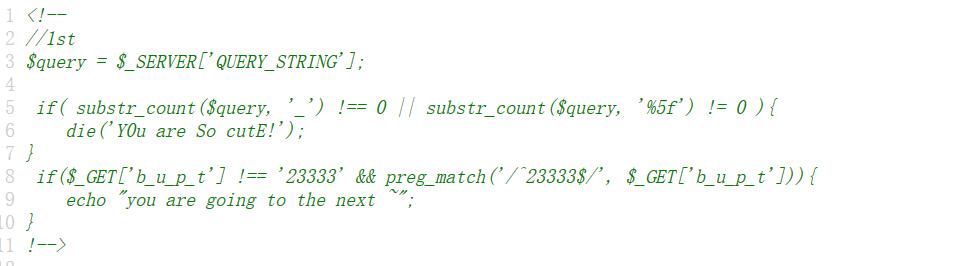 1 <!--
2 //1st
3 $query = $_SERVER['QUERY_STRING'];
4
5 if( substr_count($query, '_') !== 0 || substr_count($query, '%5f') != 0 ){
6 die('Y0u are So cutE!');
7 }
8 if($_GET['b_u_p_t'] !== '23333' && preg_match('/^23333$/', $_GET['b_u_p_t'])){
9 echo "you are going to the next ~";
10 }
11 !-->